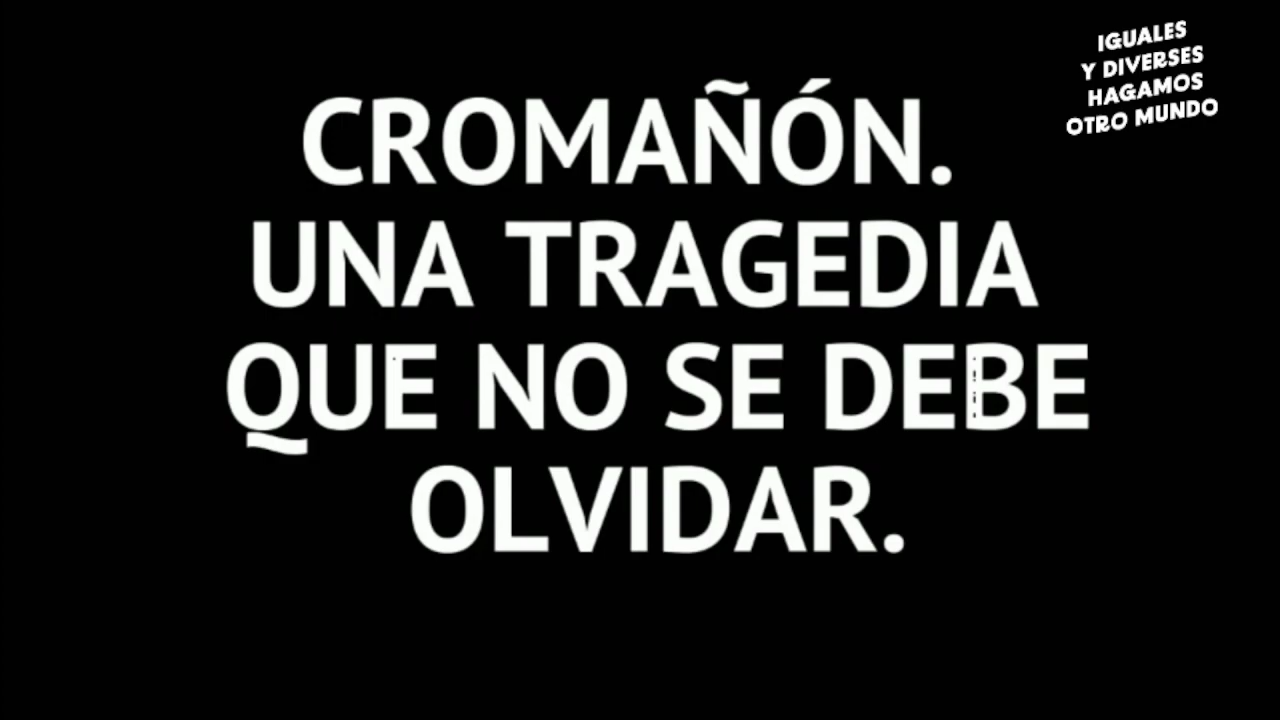 IGUALES
Y DIVERSES
HAGAMOS
OTRO MUNDO
CROMAÑÓN.
UNA TRAGEDIA
QUE NO SE DEBE
OLVIDAR.